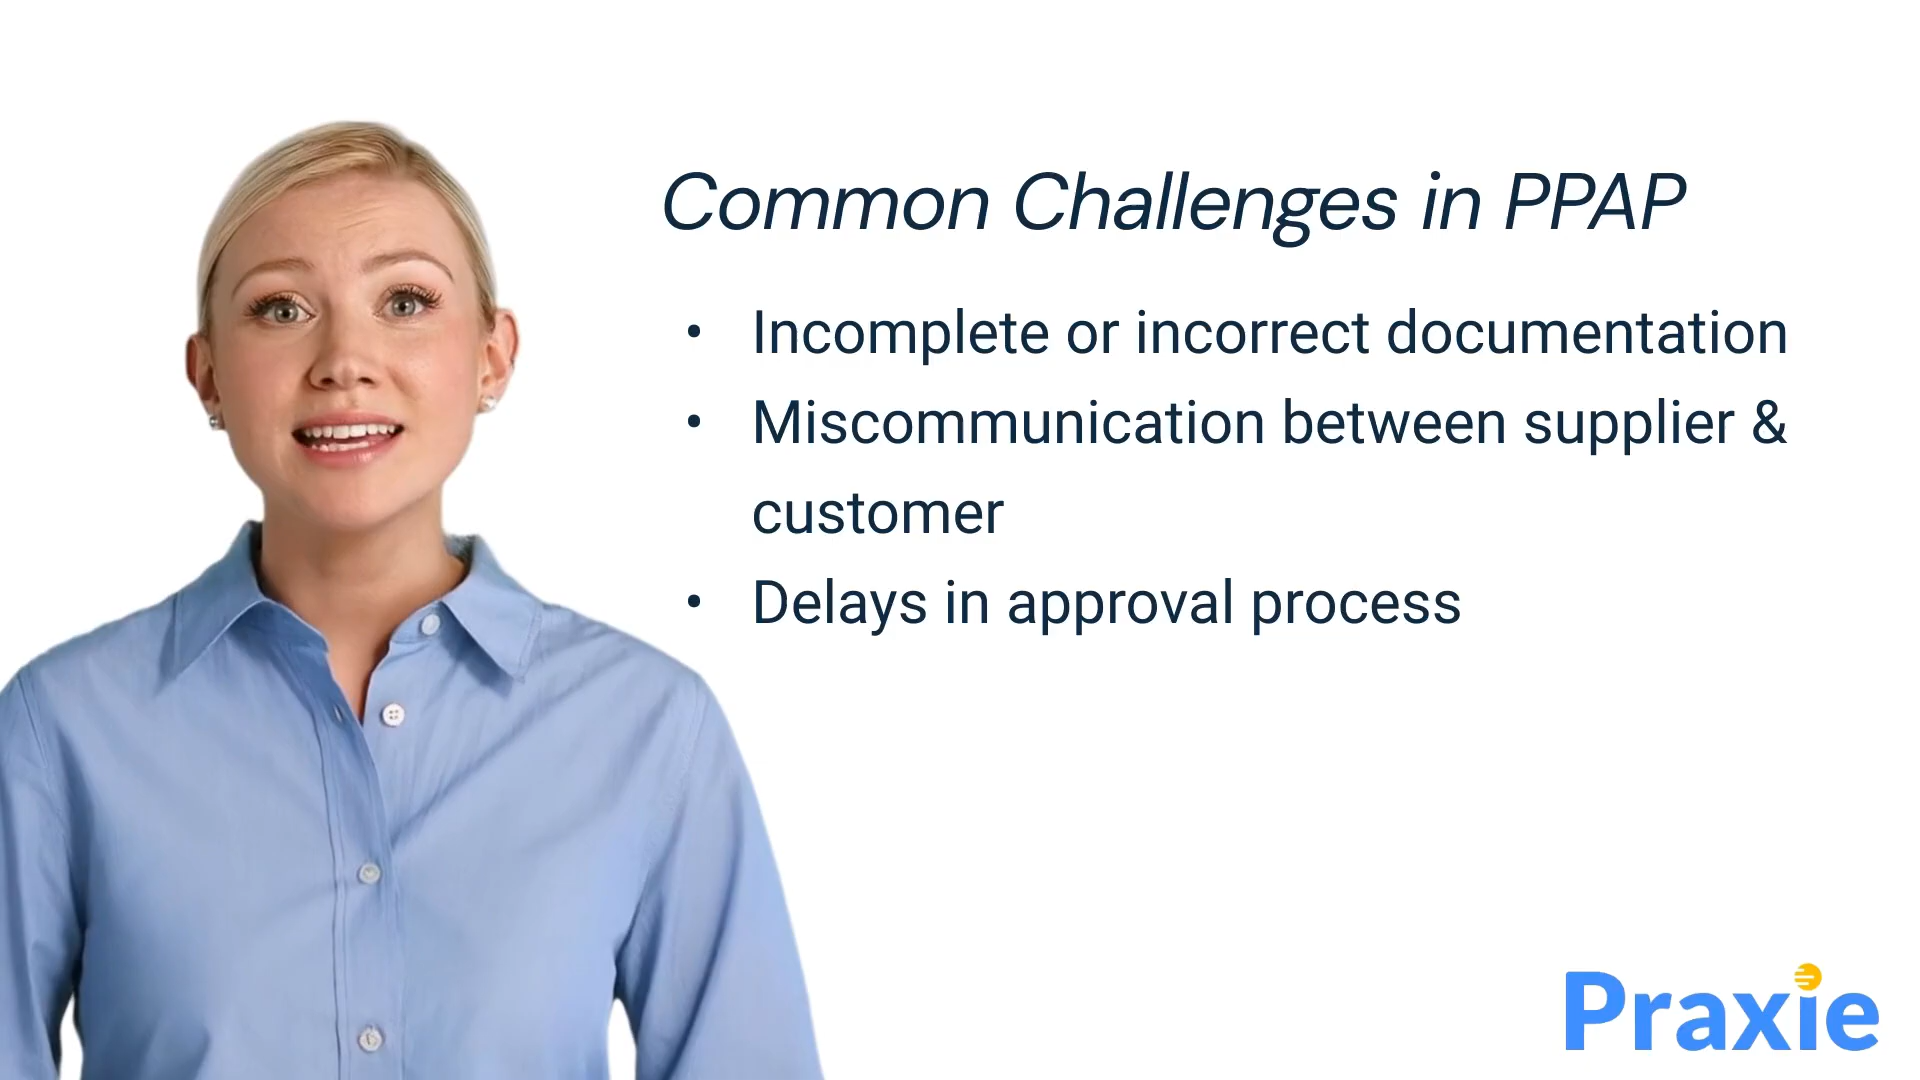 Common Challenges in PPAP
• Incomplete or incorrect documentation
• Miscommunication between supplier &
customer
• Delays in approval process
Praxie